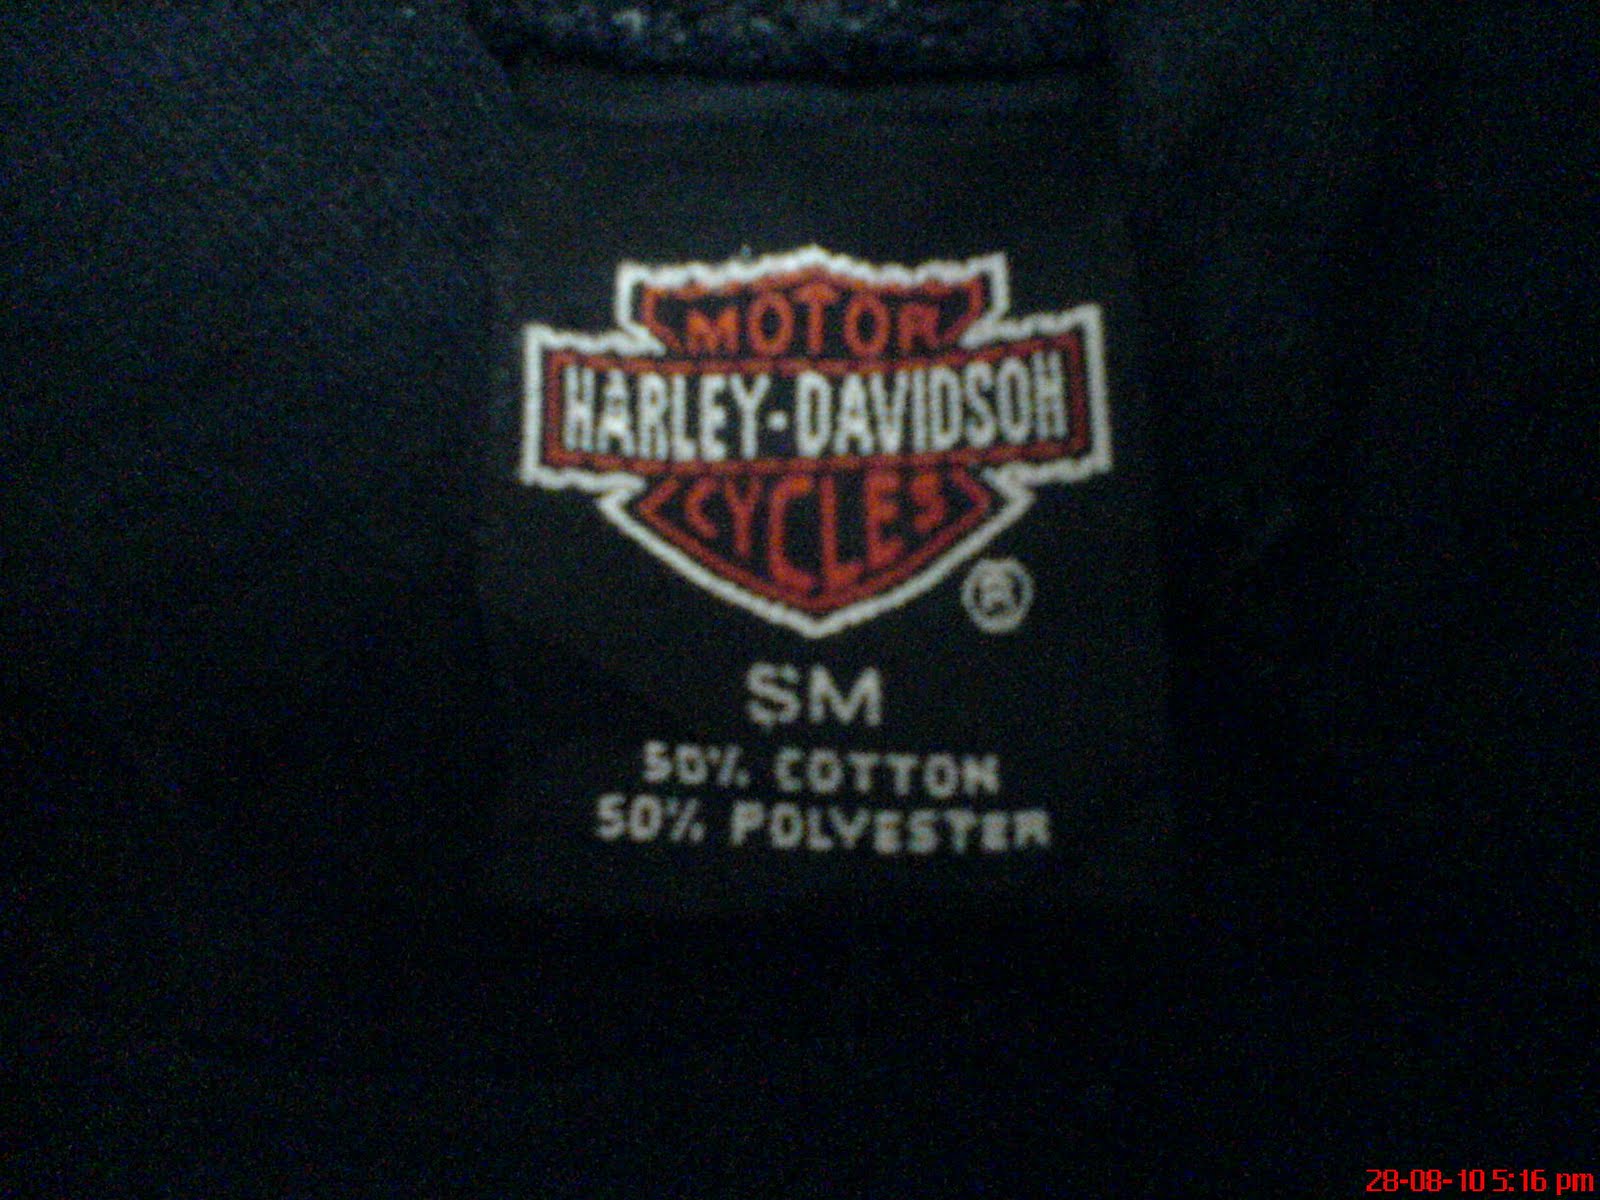 MOTOR
HARLEY-DAVIDSON
CYCLES
®
SM
50% COTTON
50% POLYESTER
28-08-10 5:16 pm